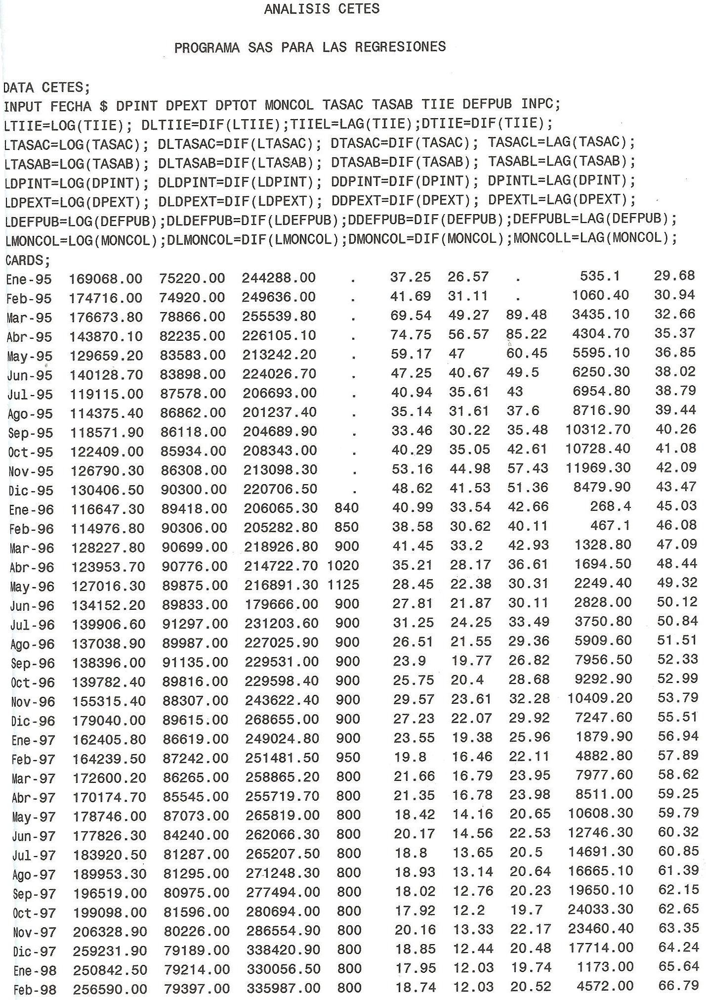 ANALISIS CETES
PROGRAMA SAS PARA LAS REGRESIONES
DATA CETES;
INPUT FECHA $ DPINT DPEXT DPTOT MONCOL TASAC TASAB TIIE DEFPUB INPC;
LTIIE=LOG(TIIE); DLTIIE=DIF(LTIIE);TIIEL=LAG(TIIE);DTIIE=DIF(TIIE);
LTASAC=LOG(TASAC); DLTASAC=DIF(LTASAC); DTASAC=DIF(TASAC); TASACL=LAG(TASAC);
LTASAB=LOG(TASAB); DLTASAB=DIF(LTASAB); DTASAB=DIF(TASAB); TASABL=LAG(TASAB);
LDPINT=LOG(DPINT); DLDPINT=DIF(LDPINT); DDPINT=DIF(DPINT); DPINTL=LAG(DPINT);
LDPEXT=LOG(DPEXT); DLDPEXT=DIF(LDPEXT); DDPEXT=DIF(DPEXT); DPEXTL=LAG(DPEXT);
LDEFPUB=LOG(DEFPUB);DLDEFPUB=DIF(LDEFPUB);DDEFPUB=DIF(DEFPUB);DEFPUBL=LAG(DEFPUB);
LMONCOL=LOG(MONCOL);DLMONCOL=DIF(LMONCOL);DMONCOL=DIF(MONCOL);MONCOLL=LAG(MONCOL);
CARDS;
Ene-95 169068.00 75220.00 244288.00 . 37.25 26.57 . 535.1 29.68
Feb-95 174716.00 74920.00 249636.00 . 41.69 31.11 . 1060.40 30.94
Mar-95 176673.80 78866.00 255539.80 . 69.54 49.27 89.48 3435.10 32.66
Abr-95 143870.10 82235.00 226105.10 . 74.75 56.57 85.22 4304.70 35.37
May-95 129659.20 83583.00 213242.20 . 59.17 47 60.45 5595.10 36.85
Jun-95 140128.70 83898.00 224026.70 . 47.25 40.67 49.5 6250.30 38.02
Jul-95 119115.00 87578.00 206693.00 . 40.94 35.61 43 6954.80 38.79
Ago-95 114375.40 86862.00 201237.40 . 35.14 31.61 37.6 8716.90 39.44
Sep-95 118571.90 86118.00 204689.90 . 33.46 30.22 35.48 10312.70 40.26
Oct-95 122409.00 85934.00 208343.00 . 40.29 35.05 42.61 10728.40 41.08
Nov-95 126790.30 86308.00 213098.30 . 53.16 44.98 57.43 11969.30 42.09
Dic-95 130406.50 90300.00 220706.50 . 48.62 41.53 51.36 8479.90 43.47
Ene-96 116647.30 89418.00 206065.30 840 40.99 33.54 42.66 268.4 45.03
Feb-96 114976.80 90306.00 205282.80 850 38.58 30.62 40.11 467.1 46.08
Mar-96 128227.80 90699.00 218926.80 900 41.45 33.2 42.93 1328.80 47.09
Abr-96 123953.70 90776.00 214722.70 1020 35.21 28.17 36.61 1694.50 48.44
May-96 127016.30 89875.00 216891.30 1125 28.45 22.38 30.31 2249.40 49.32
Jun-96 134152.20 89833.00 179666.00 900 27.81 21.87 30.11 2828.00 50.12
Jul-96 139906.60 91297.00 231203.60 900 31.25 24.25 33.49 3750.80 50.84
Ago-96 137038.90 89987.00 227025.90 900 26.51 21.55 29.36 5909.60 51.51
Sep-96 138396.00 91135.00 229531.00 900 23.9 19.77 26.82 7956.50 52.33
Oct-96 139782.40 89816.00 229598.40 900 25.75 20.4 28.68 9292.90 52.99
Nov-96 155315.40 88307.00 243622.40 900 29.57 23.61 32.28 10409.20 53.79
Dic-96 179040.00 89615.00 268655.00 900 27.23 22.07 29.92 7247.60 55.51
Ene-97 162405.80 86619.00 249024.80 900 23.55 19.38 25.96 1879.90 56.94
Feb-97 164239.50 87242.00 251481.50 950 19.8 16.46 22.11 4882.80 57.89
Mar-97 172600.20 86265.00 258865.20 800 21.66 16.79 23.95 7977.60 58.62
Abr-97 170174.70 85545.00 255719.70 800 21.35 16.78 23.98 8511.00 59.25
May-97 178746.00 87073.00 265819.00 800 18.42 14.16 20.65 10608.30 59.79
Jun-97 177826.30 84240.00 262066.30 800 20.17 14.56 22.53 12746.30 60.32
Jul-97 183920.50 81287.00 265207.50 800 18.8 13.65 20.5 14691.30 60.85
Ago-97 189953.30 81295.00 271248.30 800 18.93 13.14 20.64 16665.10 61.39
Sep-97 196519.00 80975.00 277494.00 800 18.02 12.76 20.23 19650.10 62.15
Oct-97 199098.00 81596.00 280694.00 800 17.92 12.2 19.7 24033.30 62.65
Nov-97 206328.90 80226.00 286554.90 800 20.16 13.33 22.17 23460.40 63.35
Dic-97 259231.90 79189.00 338420.90 800 18.85 12.44 20.48 17714.00 64.24
Ene-98 250842.50 79214.00 330056.50 800 17.95 12.03 19.74 1173.00 65.64
Feb-98 256590.00 79397.00 335987.00 800 18.74 12.03 20.52 4572.00 66.79